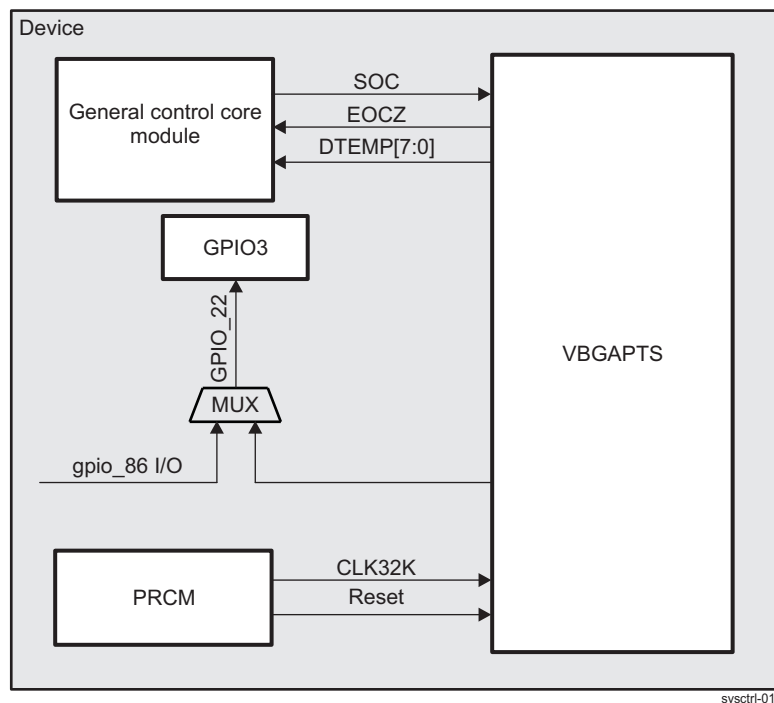 Device
SOC
General control core
module
EOCZ
DTEMP[7:0]
VBGAPTS
GPIO3
GPIO_22
MUX
gpio_86 I/O
CLK32K
PRCM
Reset
sysctrl-01